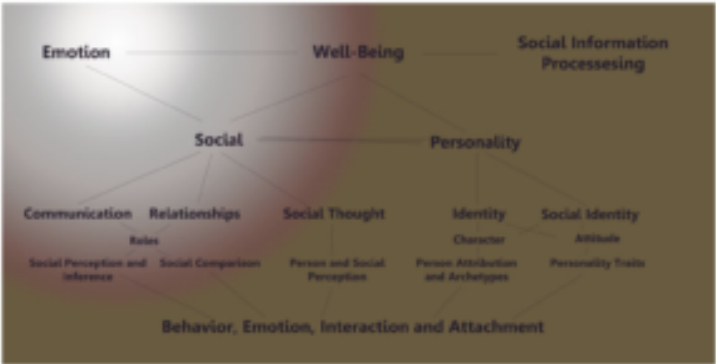 Emotion
Well-Being
Social Information
Processesing
Social
Personality
Communication
Relationships
Social Thought
Identity
Social Identity
Roles
Character
Attitude
Social Perception and
Inference
Social Comparison
Person and Social
Perception
Person Attribution
and Archetypes
Personality Traits
Behavior, Emotion, Interaction and Attachment